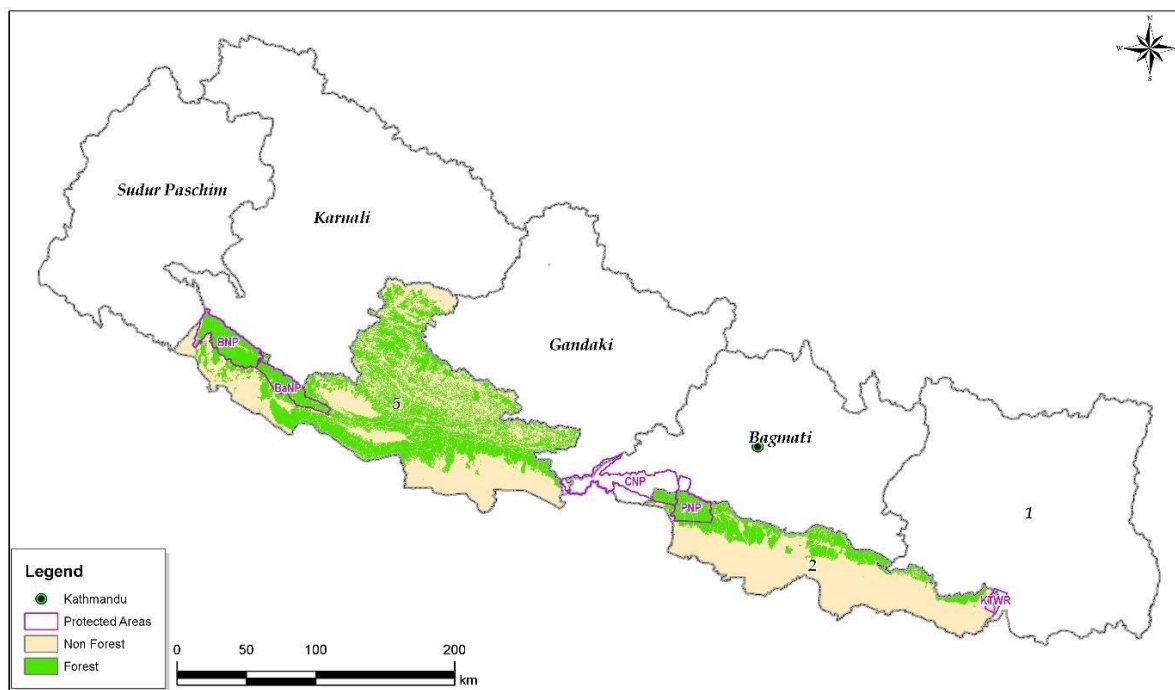 N
W
E
S
Sudur Paschim
Karnali
Gandaki
BNP
BaNP
5
Bagmati
CNP
PNP
1
2
KTWR
Legend
Kathmandu
Protected Areas
Non Forest
Forest
0 50 100 200
km